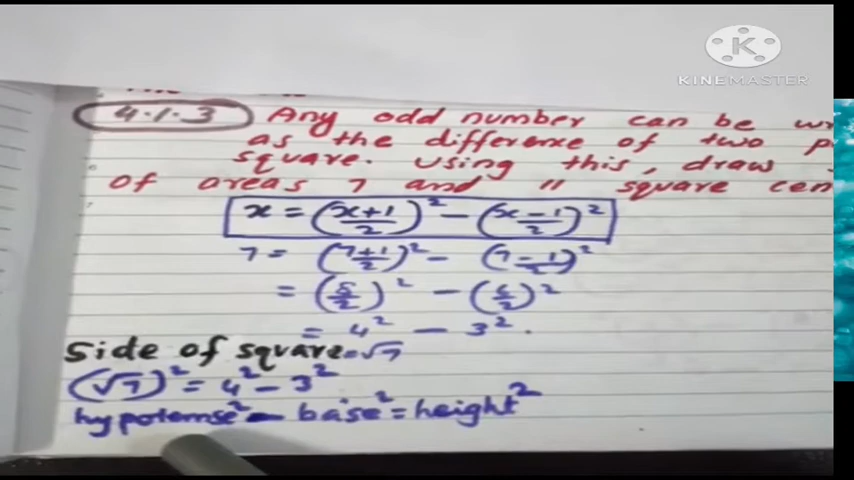 K
KINEMASTER
4.1.3 Any odd number can be
as the difference of two
square. Using this, draw
of areas 7 and 11 square
x = (x+1/2)² - (x-1/2)²
7 = (7+1/2)² - (7-1/2)²
= (8/2)² - (6/2)²
= 4² - 3².
Side of square = √7
(√7)² = 4² - 3²
hypotenuse² - base² = height²